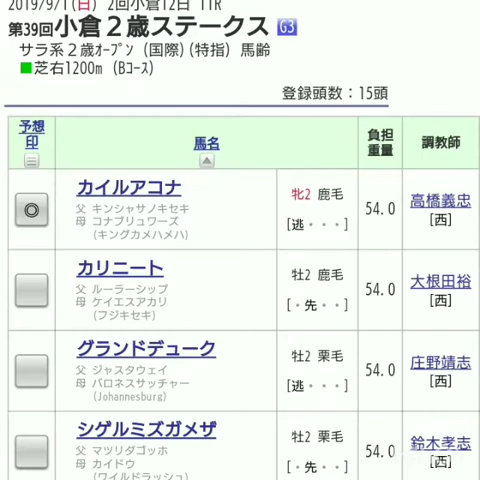 2019/9/1(日) 2回小倉12日 11R
第39回小倉２歳ステークス G3
サラ系２歳オープン (国際)(特指) 馬齢
■芝右1200m (Bコース)
登録頭数：15頭
予想印 馬名 負担重量 調教師
◎ カイルアコナ 牝2 鹿毛 54.0 高橋義忠
父 キンシャサノキセキ [逃・・・] [西]
母 コナブリュワーズ
(キングカメハメハ)
カリニート 牡2 鹿毛 54.0 大根田裕
父 ルーラーシップ [・先・・] [西]
母 ケイエスアカリ
(フジキセキ)
グランドデューク 牡2 栗毛 54.0 庄野靖志
父 ジャスタウェイ [逃・・・] [西]
母 バロネスサッチャー
(Johannesburg)
シゲルミズガメザ 牡2 栗毛 54.0 鈴木孝志
父 マツリダゴッホ [・先・・] [西]
母 カイドウ
(ワイルドラッシュ)